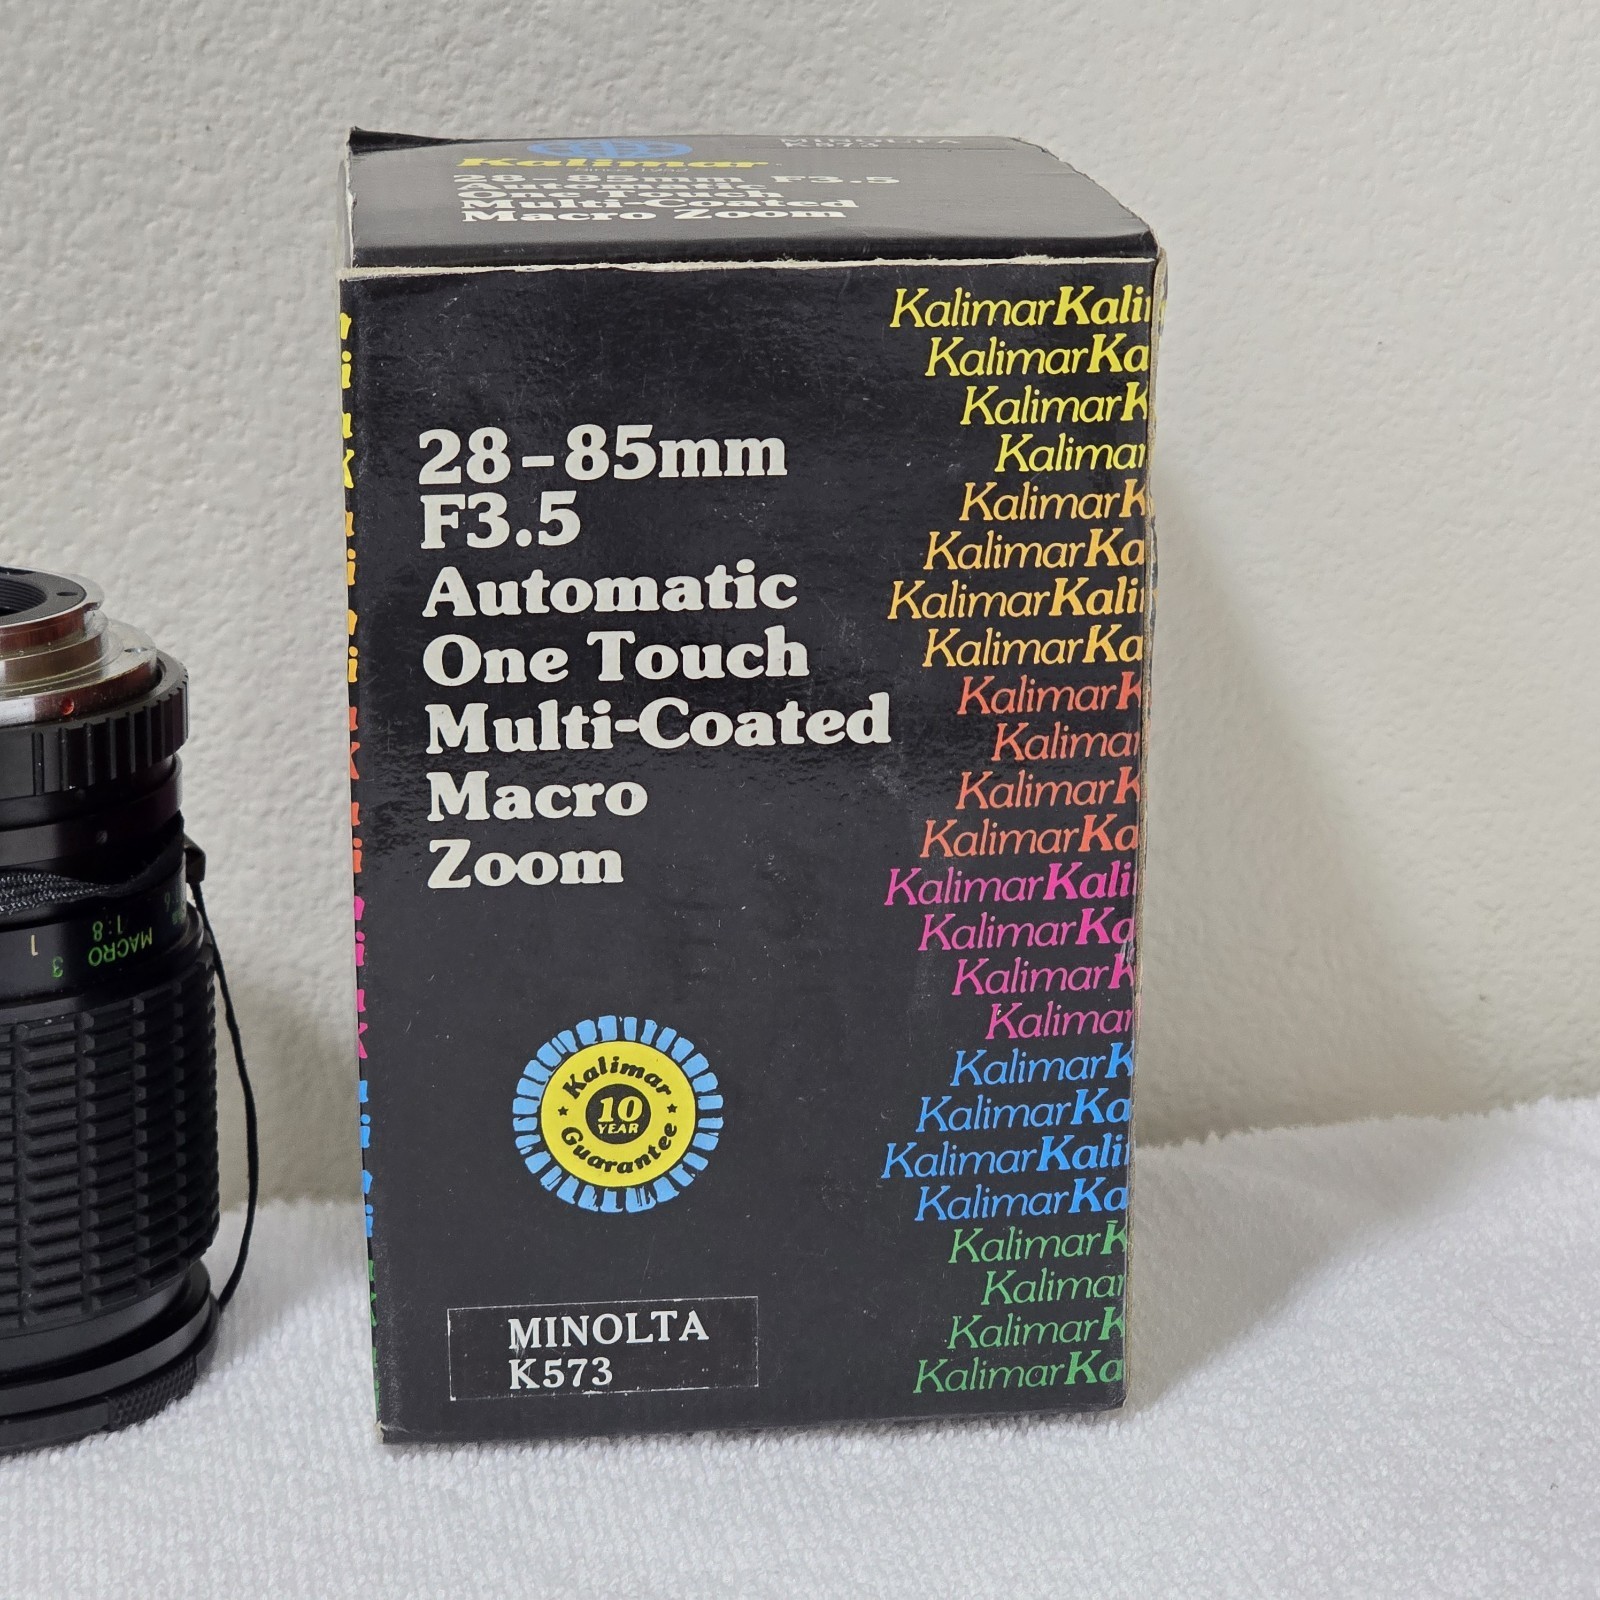 MINOLTA
K573
Kalimar
Since 1952
28-85mm F3.5
Automatic
One Touch
Multi-Coated
Macro Zoom
28-85mm
F3.5
Automatic
One Touch
Multi-Coated
Macro
Zoom
Kalimar
10
YEAR
Guarantee
MINOLTA
K573
KalimarKali
KalimarKa
KalimarK
Kalimar
KalimarK
KalimarKa
KalimarKali
KalimarKa
KalimarK
Kalimar
KalimarK
KalimarKa
KalimarKali
KalimarKa
KalimarK
Kalimar
KalimarK
KalimarKa
KalimarKali
KalimarKa
KalimarK
Kalimar
KalimarK
KalimarKa
MACRO
1:8
1
3